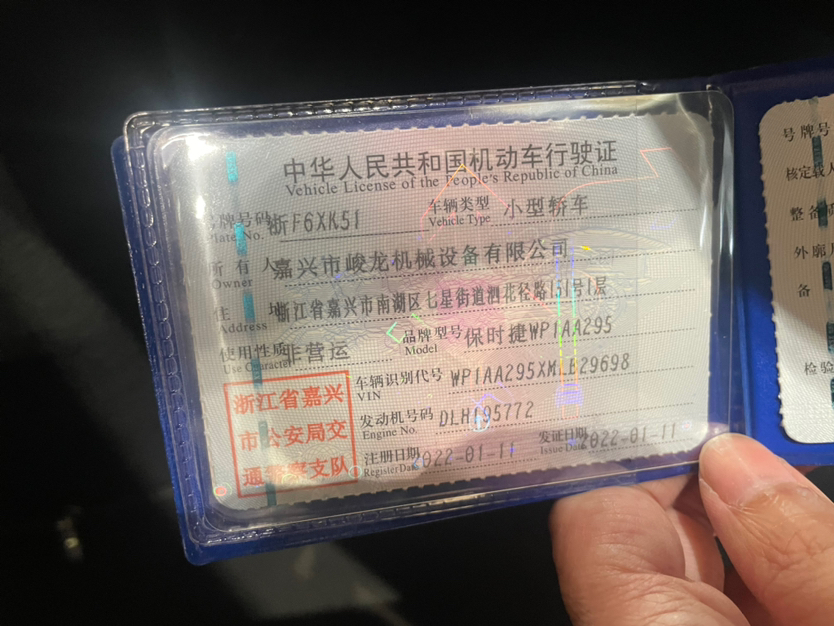 中华人民共和国机动车行驶证
Vehicle License of the People's Republic of China
号牌号码 浙F6XK51 车辆类型 小型轿车
Plate No. Vehicle Type
所有人 嘉兴市峻龙机械设备有限公司
Owner
住址 浙江省嘉兴市南湖区七星街道泗花径路151号1层
Address
使用性质 非营运 品牌型号 保时捷WP1AA295
Use Character Model
浙江省嘉兴
市公安局交
通警察支队
车辆识别代号 WP1AA295XMLB29698
VIN
发动机号码 DLH195772
Engine No.
注册日期 2022-01-11 发证日期 2022-01-11
Register Date Issue Date
号牌号
核定载人
整备
外廓
备
检验